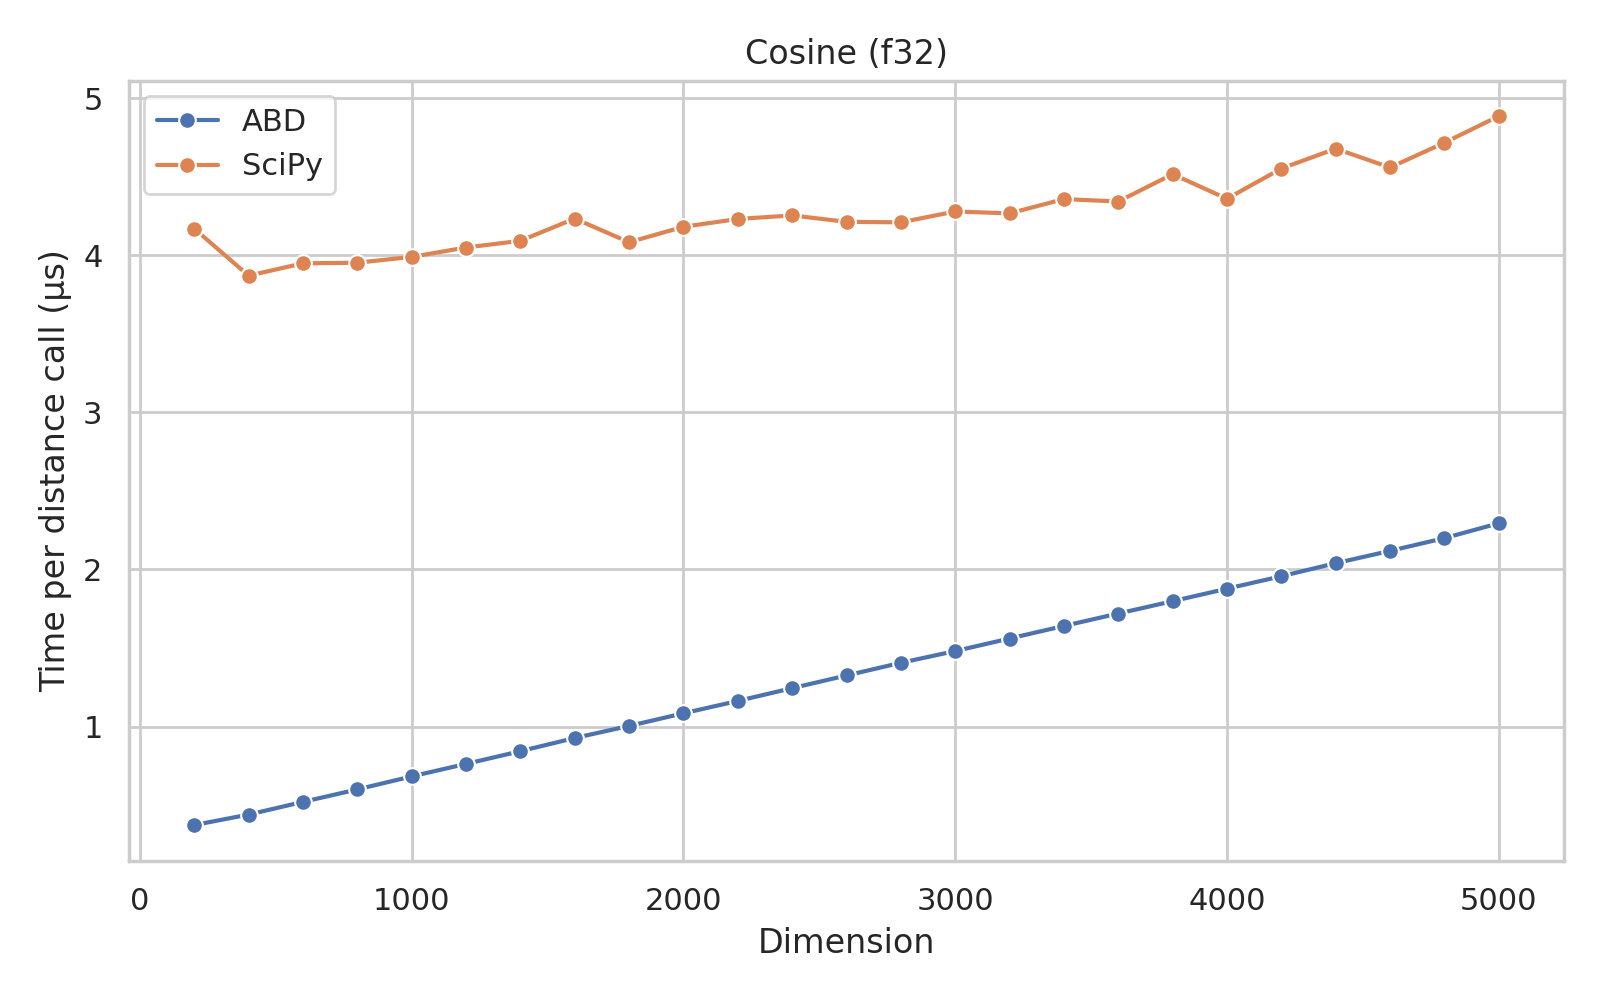 Cosine (f32)
ABD
SciPy
Time per distance call (µs)
5
4
3
2
1
0
1000
2000
3000
4000
5000
Dimension